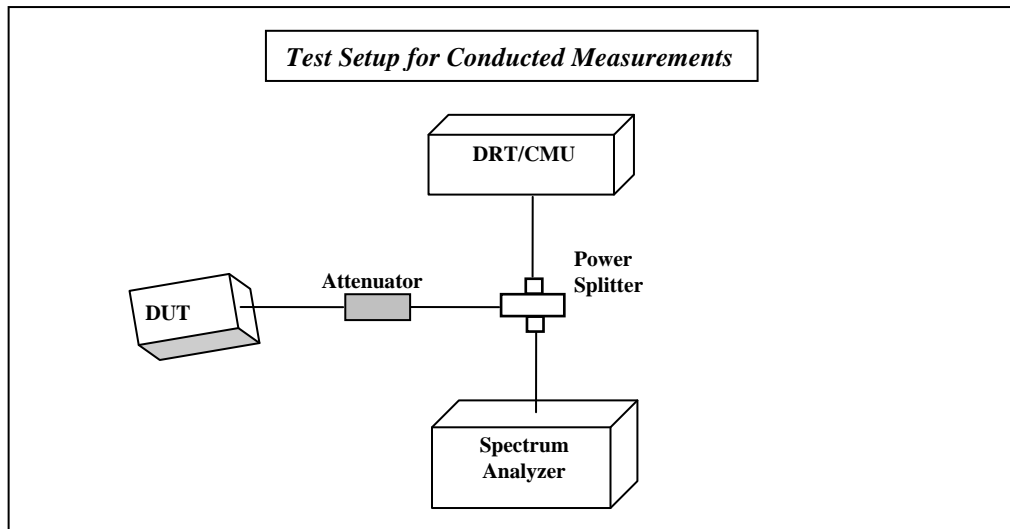 Test Setup for Conducted Measurements
DRT/CMU
Power
Splitter
Attenuator
DUT
Spectrum
Analyzer